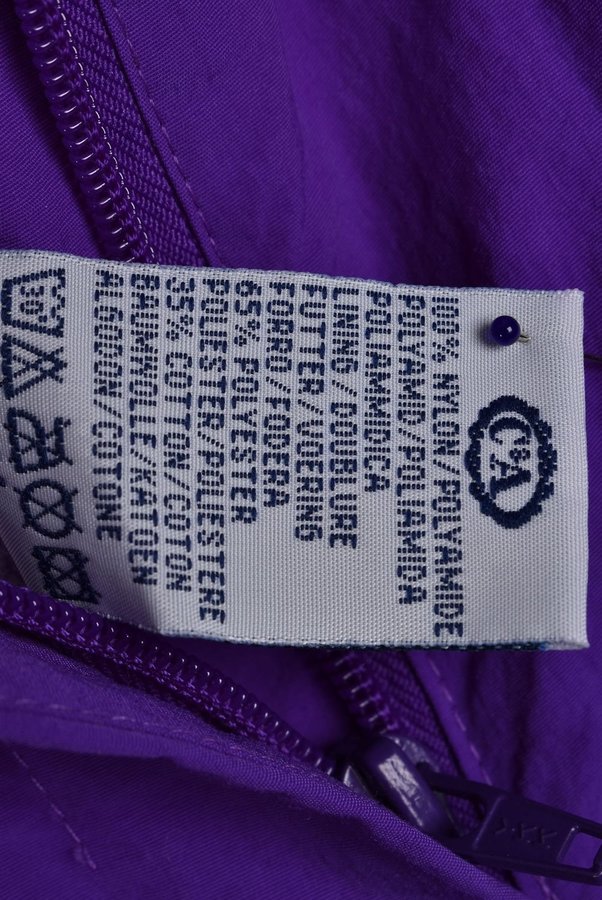 C&A
100% NYLON/POLYAMIDE
POLYAMID/POLIAMIDA
POLIAMMIDICA
LINING/DOUBLURE
FUTTER/VOERING
FORRO/FODERA
65% POLYESTER
POLIESTER/POLIESTERE
35% COTTON/COTON
BAUMWOLLE/KATOEN
ALGODON/COTONE